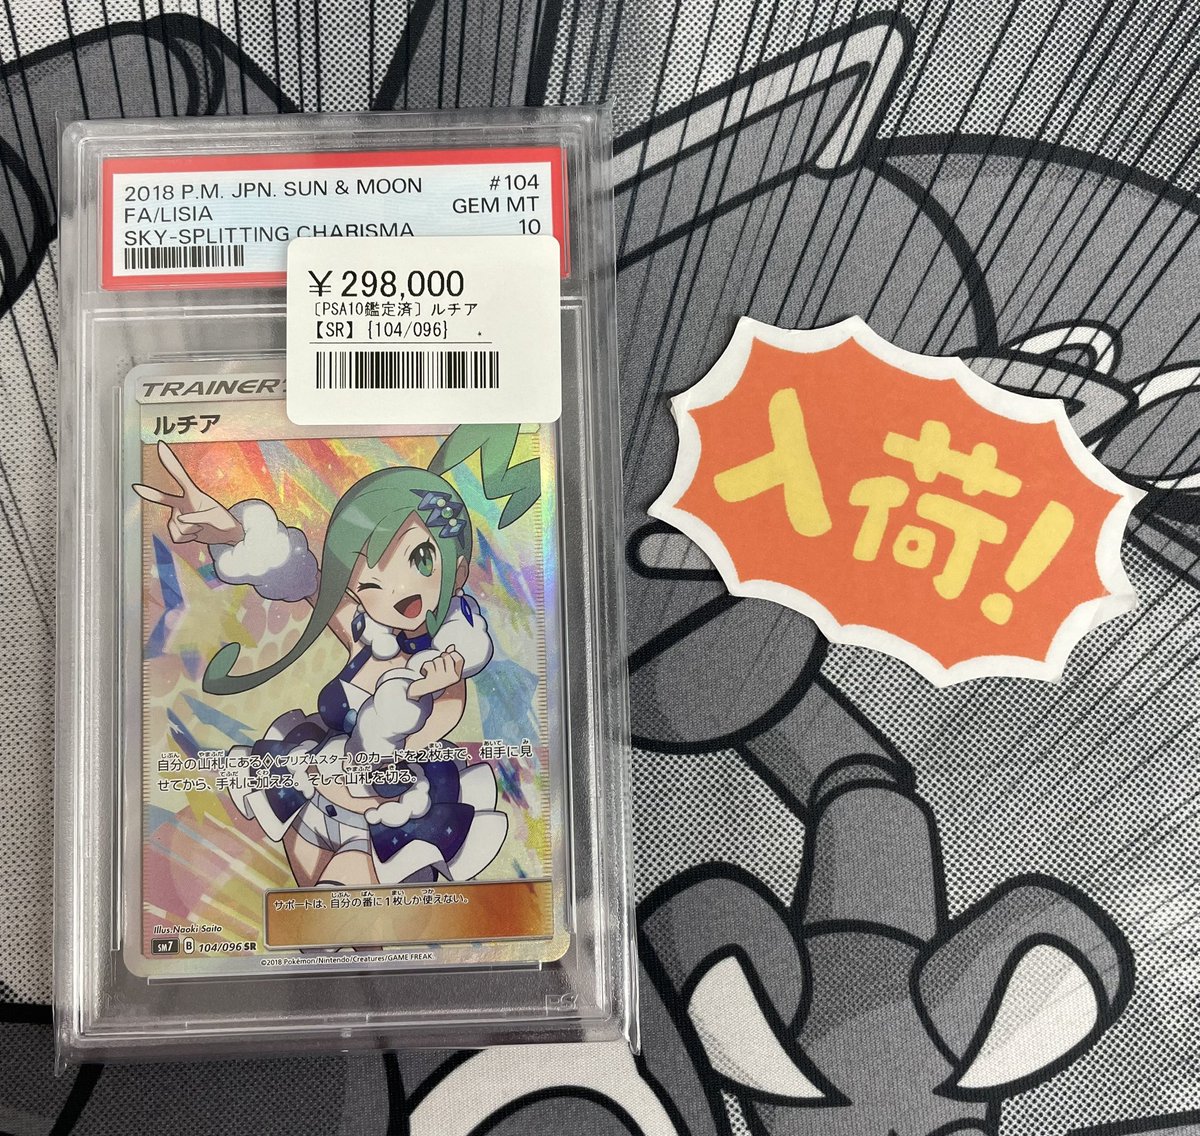 2018 P.M. JPN. SUN & MOON #104
FA/LISIA GEM MT
SKY-SPLITTING CHARISMA 10
¥298,000
[PSA10鑑定済] ルチア
【SR】{104/096}
TRAINER
ルチア
自分の山札にある◇(プリズムスター)のカードを2枚まで、相手に見
せてから、手札に加える。そして山札を切る。
サポートは、自分の番に1枚しか使えない。
Illus.Naoki Saito
SM7 B 104/096 SR
©2018 Pokémon/Nintendo/Creatures/GAME FREAK.
入荷!